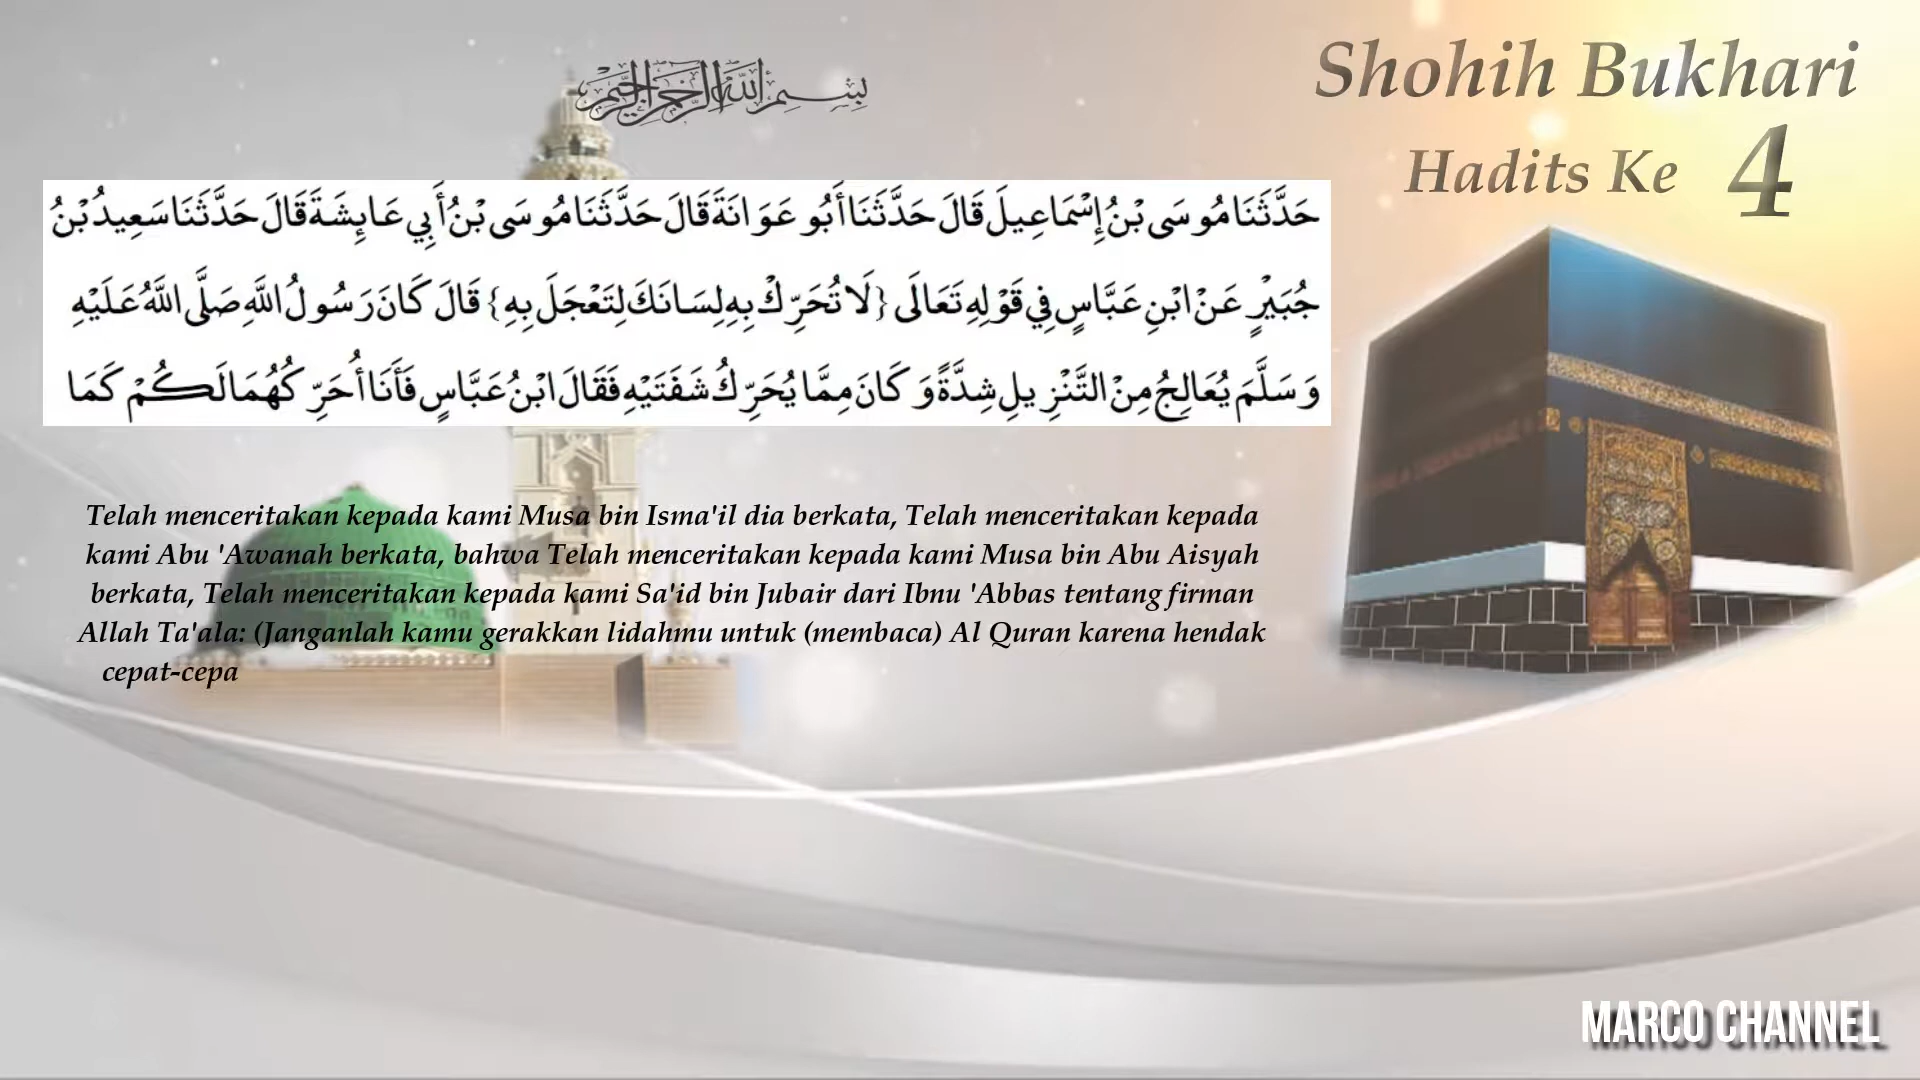 بسم الله الرحمن الرحيم
Shohih Bukhari
Hadits Ke 4
حَدَّثَنَا مُوسَى بْنُ إِسْمَاعِيلَ قَالَ حَدَّثَنَا أَبُو عَوَانَةَ قَالَ حَدَّثَنَا مُوسَى بْنُ أَبِي عَائِشَةَ قَالَ حَدَّثَنَا سَعِيدُ بْنُ
جُبَيْرٍ عَنْ ابْنِ عَبَّاسٍ فِي قَوْلِهِ تَعَالَى {لَا تُحَرِّكْ بِهِ لِسَانَكَ لِتَعْجَلَ بِهِ} قَالَ كَانَ رَسُولُ اللَّهِ صَلَّى اللَّهُ عَلَيْهِ
وَسَلَّمَ يُعَالِجُ مِنْ التَّنْزِيلِ شِدَّةً وَكَانَ مِمَّا يُحَرِّكُ شَفَتَيْهِ فَقَالَ ابْنُ عَبَّاسٍ فَأَنَا أُحَرِّكُهُمَا لَكُمْ كَمَا
Telah menceritakan kepada kami Musa bin Isma'il dia berkata, Telah menceritakan kepada
kami Abu 'Awanah berkata, bahwa Telah menceritakan kepada kami Musa bin Abu Aisyah
berkata, Telah menceritakan kepada kami Sa'id bin Jubair dari Ibnu 'Abbas tentang firman
Allah Ta'ala: (Janganlah kamu gerakkan lidahmu untuk (membaca) Al Quran karena hendak
cepat-cepa
MARCO CHANNEL